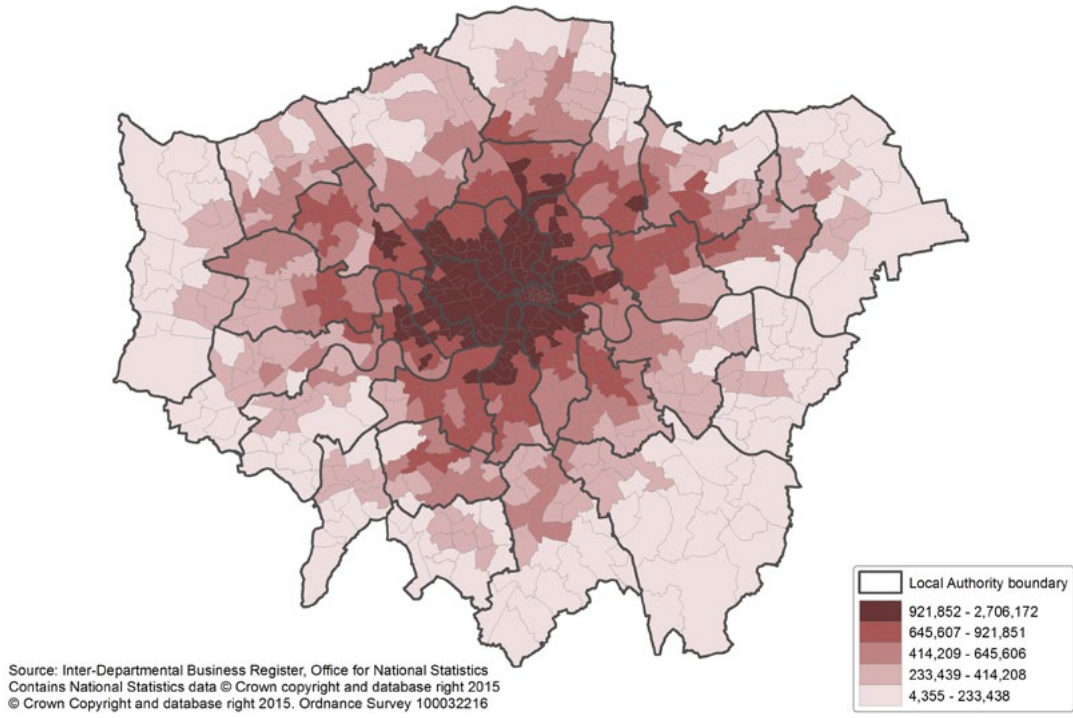 Local Authority boundary
921,852 - 2,706,172
645,607 - 921,851
414,209 - 645,606
233,439 - 414,208
4,355 - 233,438
Source: Inter-Departmental Business Register, Office for National Statistics
Contains National Statistics data © Crown copyright and database right 2015
© Crown Copyright and database right 2015. Ordnance Survey 100032216